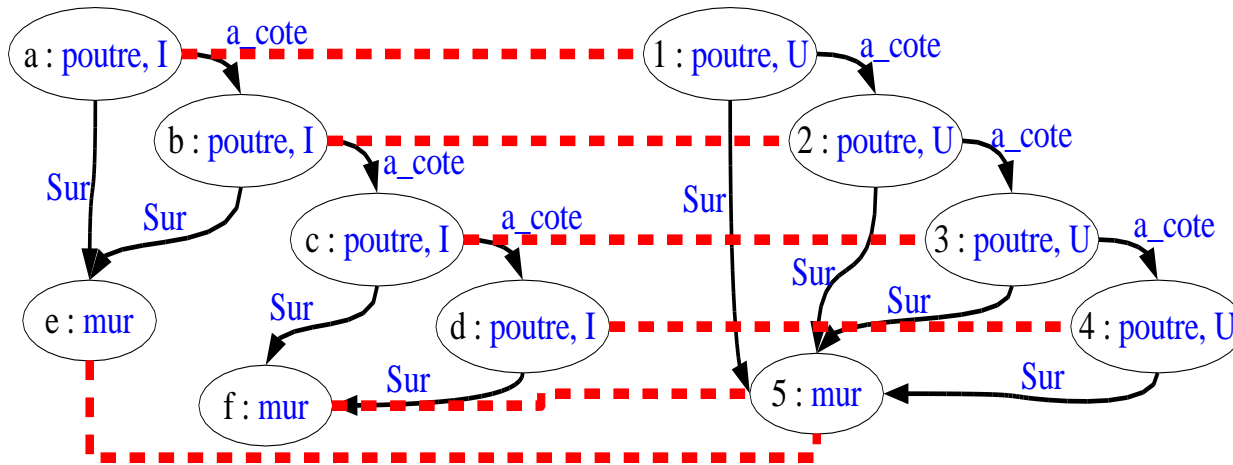 a : poutre, I
a_cote
1 : poutre, U
a_cote
b : poutre, I
a_cote
2 : poutre, U
a_cote
Sur
Sur
c : poutre, I
a_cote
Sur
3 : poutre, U
a_cote
e : mur
Sur
d : poutre, I
Sur
Sur
4 : poutre, U
f : mur
Sur
5 : mur
Sur